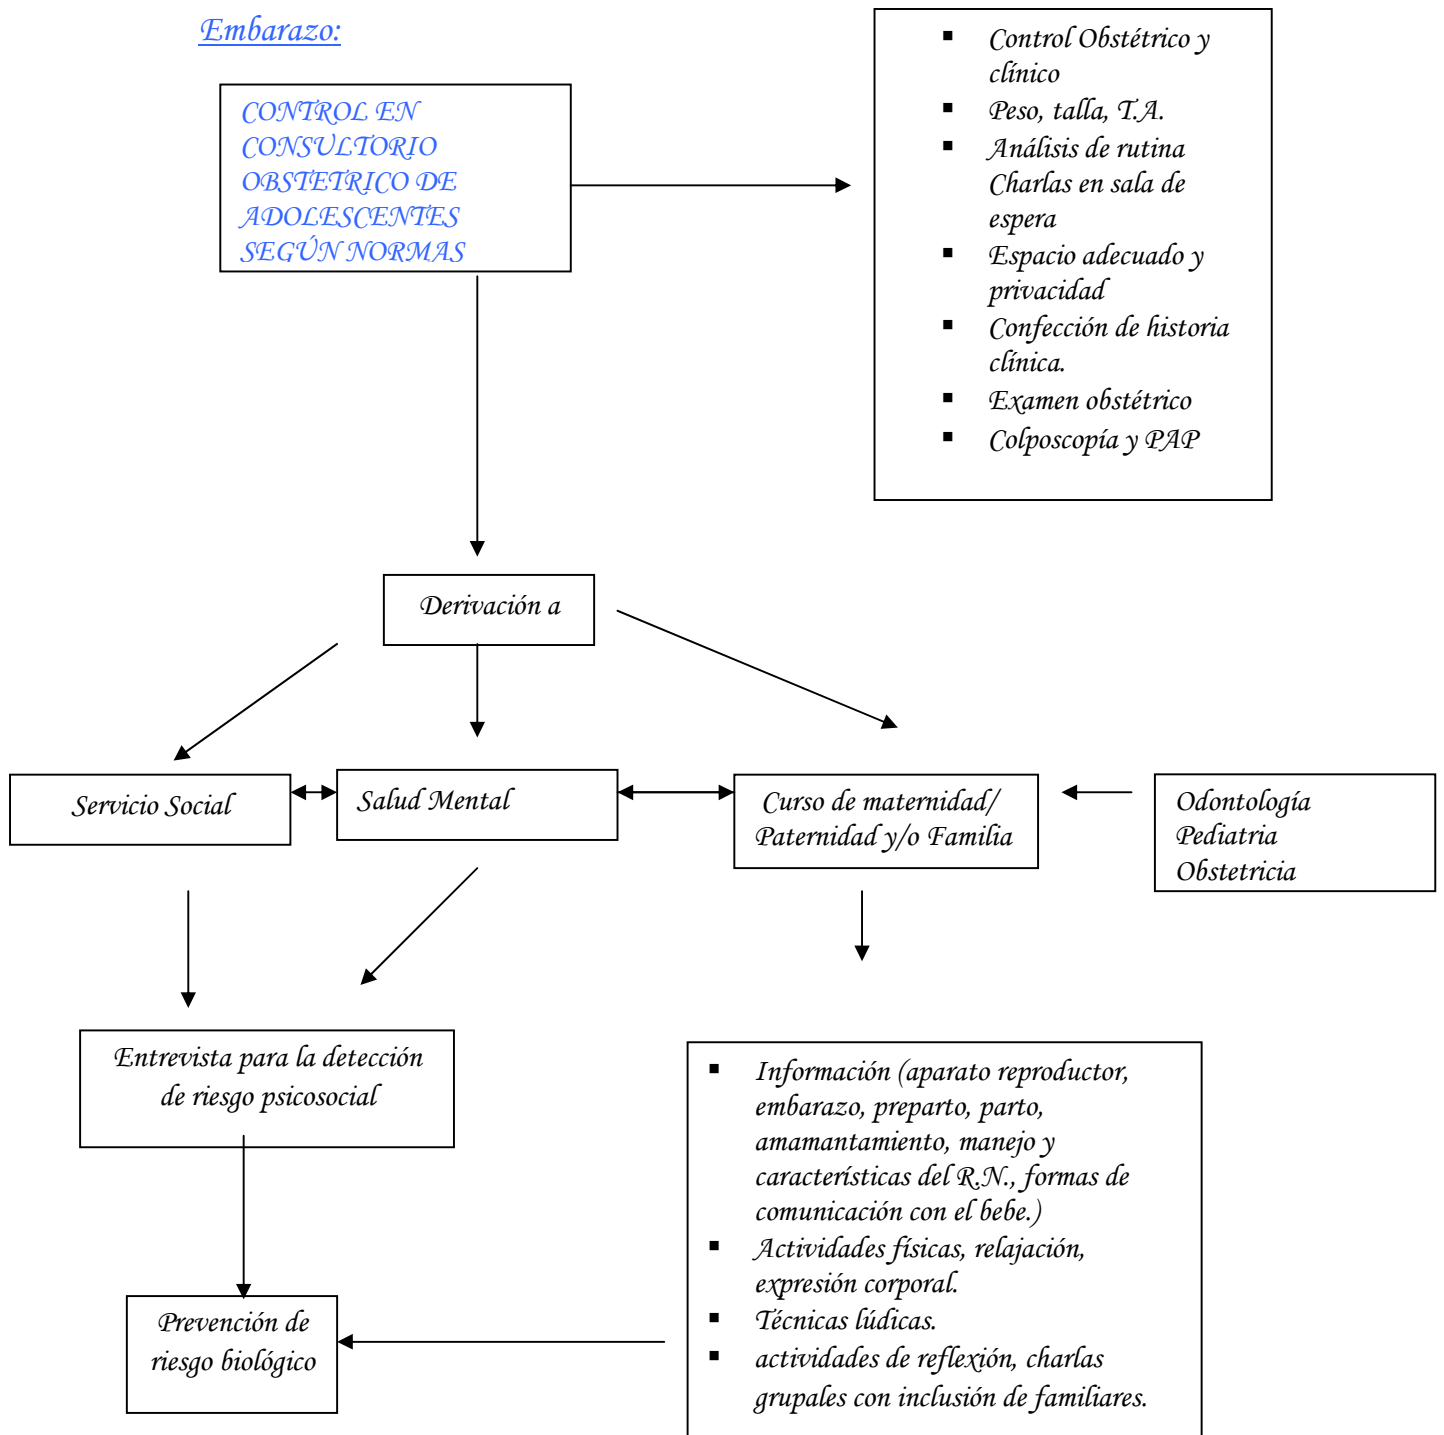 Embarazo:
CONTROL EN
CONSULTORIO
OBSTETRICO DE
ADOLESCENTES
SEGÚN NORMAS
▪ Control Obstétrico y
clínico
▪ Peso, talla, T.A.
▪ Análisis de rutina
Charlas en sala de
espera
▪ Espacio adecuado y
privacidad
▪ Confección de historia
clínica.
▪ Examen obstétrico
▪ Colposcopía y PAP
Derivación a
Servicio Social
Salud Mental
Curso de maternidad/
Paternidad y/o Familia
Odontología
Pediatria
Obstetricia
Entrevista para la detección
de riesgo psicosocial
▪ Información (aparato reproductor,
embarazo, preparto, parto,
amamantamiento, manejo y
características del R.N., formas de
comunicación con el bebe.)
▪ Actividades físicas, relajación,
expresión corporal.
▪ Técnicas lúdicas.
▪ actividades de reflexión, charlas
grupales con inclusión de familiares.
Prevención de
riesgo biológico